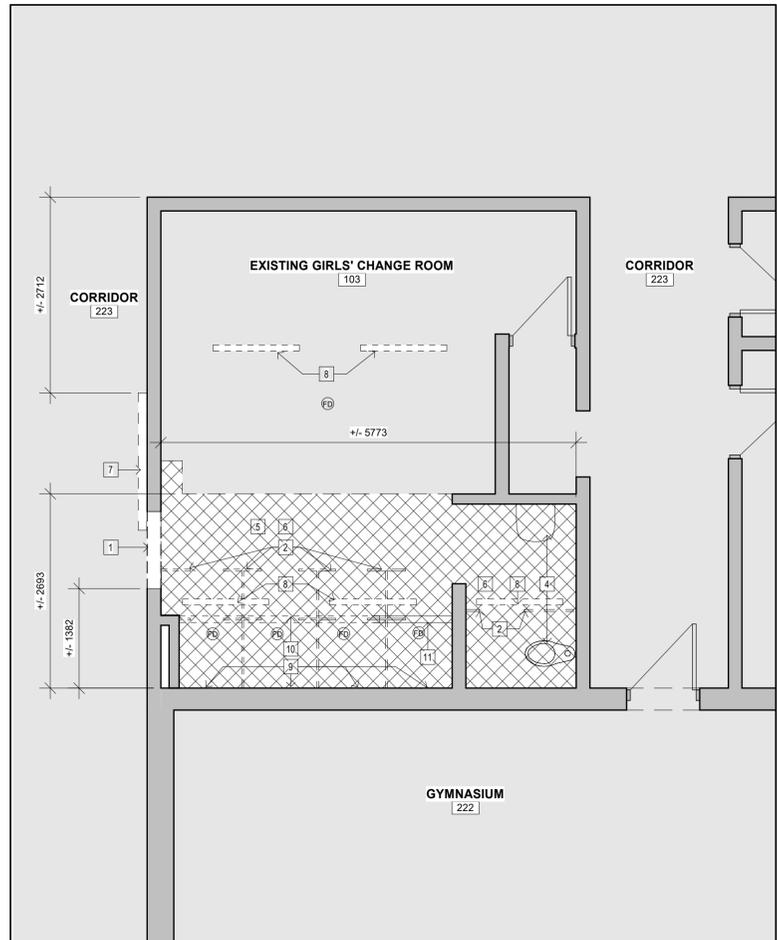 EXISTING GIRLS' CHANGE ROOM
103
CORRIDOR
223
CORRIDOR
223
+/- 2712
8
FD
+/- 5773
7
5 6
1
2
+/- 2693
8
6 8 4
+/- 1382
2
FD FD FD FD
10
11
9
GYMNASIUM
222